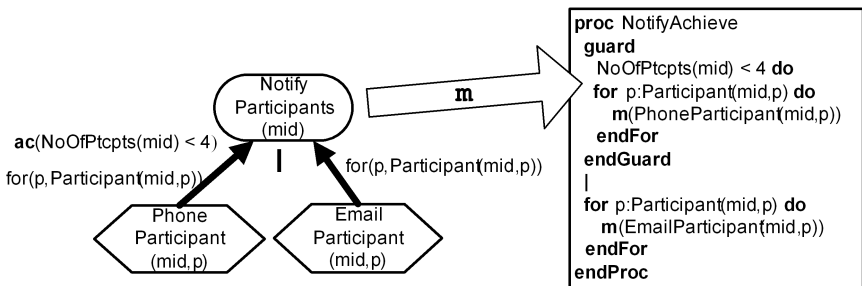 Notify
Participants
(mid)
ac(NoOfPtcpts(mid) < 4)
|
for(p,Participant(mid,p))
for(p,Participant(mid,p))
Phone
Participant
(mid,p)
Email
Participant
(mid,p)
m
proc NotifyAchieve
guard
NoOfPtcpts(mid) < 4 do
for p:Participant(mid,p) do
m(PhoneParticipant(mid,p))
endFor
endGuard
|
for p:Participant(mid,p) do
m(EmailParticipant(mid,p))
endFor
endProc